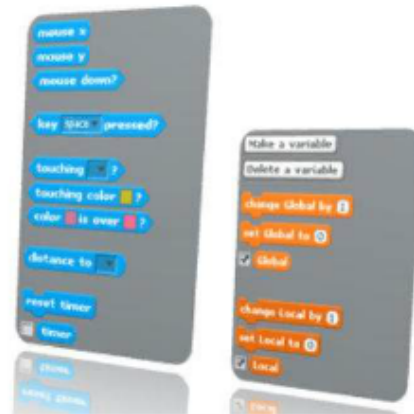 mouse x
mouse y
mouse down?
key space pressed?
touching ?
touching color ?
color is over ?
distance to
reset timer
timer
Make a variable
Delete a variable
change Global by 1
set Global to 0
Global
change Local by 1
set Local to 0
Local